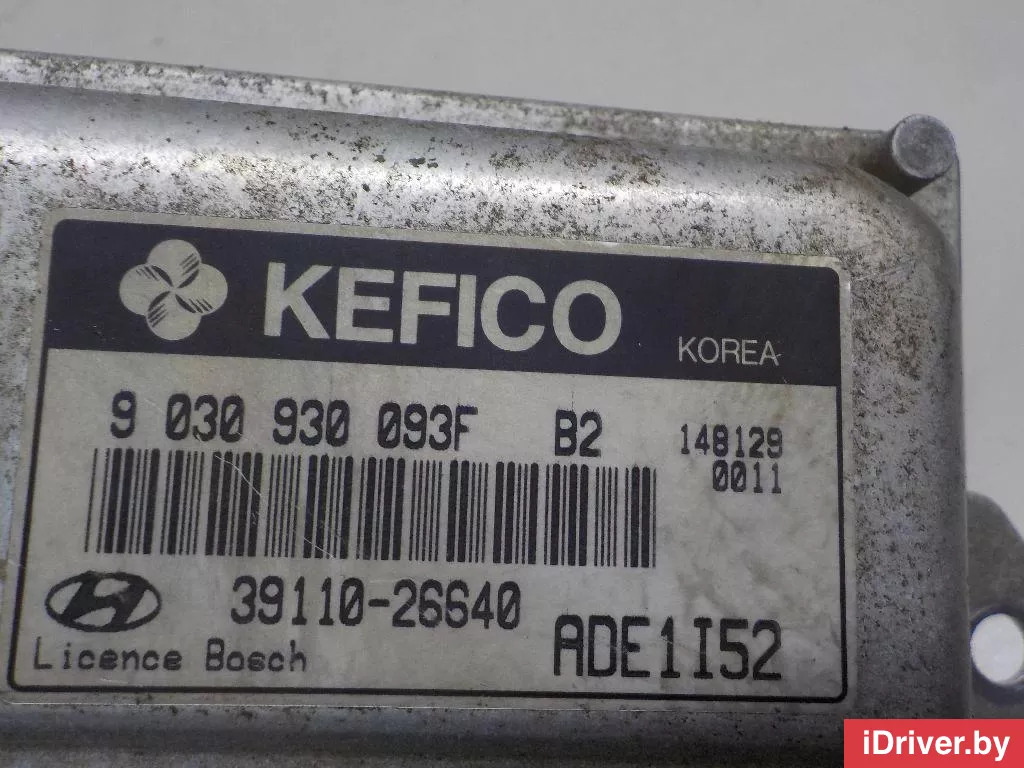 KEFICO
KOREA
9 030 930 093F B2
148129
0011
39110-26640
Licence Bosch
ADE1I52
iDriver.by